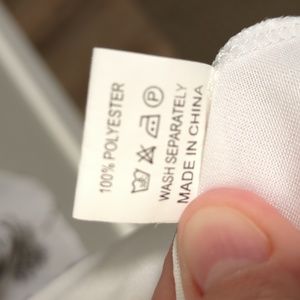 100% POLYESTER
WASH SEPARATELY
MADE IN CHINA